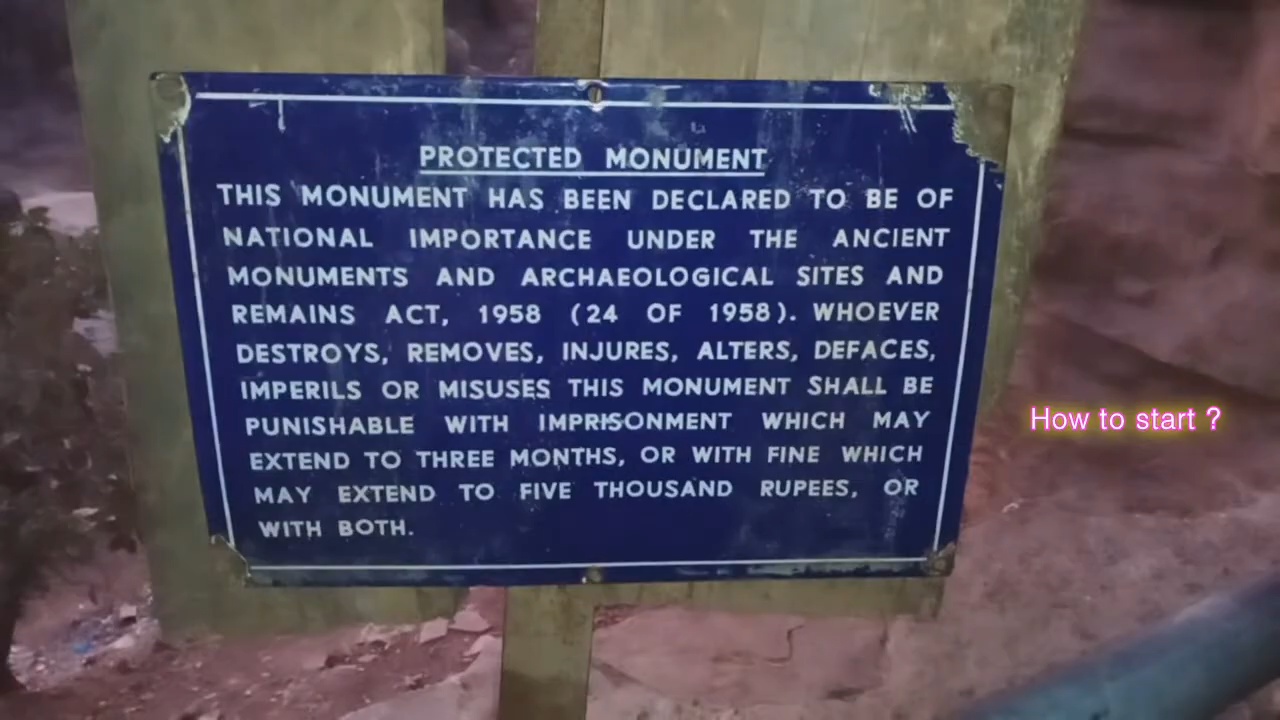 PROTECTED MONUMENT
THIS MONUMENT HAS BEEN DECLARED TO BE OF
NATIONAL IMPORTANCE UNDER THE ANCIENT
MONUMENTS AND ARCHAEOLOGICAL SITES AND
REMAINS ACT, 1958 (24 OF 1958). WHOEVER
DESTROYS, REMOVES, INJURES, ALTERS, DEFACES,
IMPERILS OR MISUSES THIS MONUMENT SHALL BE
PUNISHABLE WITH IMPRISONMENT WHICH MAY
EXTEND TO THREE MONTHS, OR WITH FINE WHICH
MAY EXTEND TO FIVE THOUSAND RUPEES, OR
WITH BOTH.
How to start ?